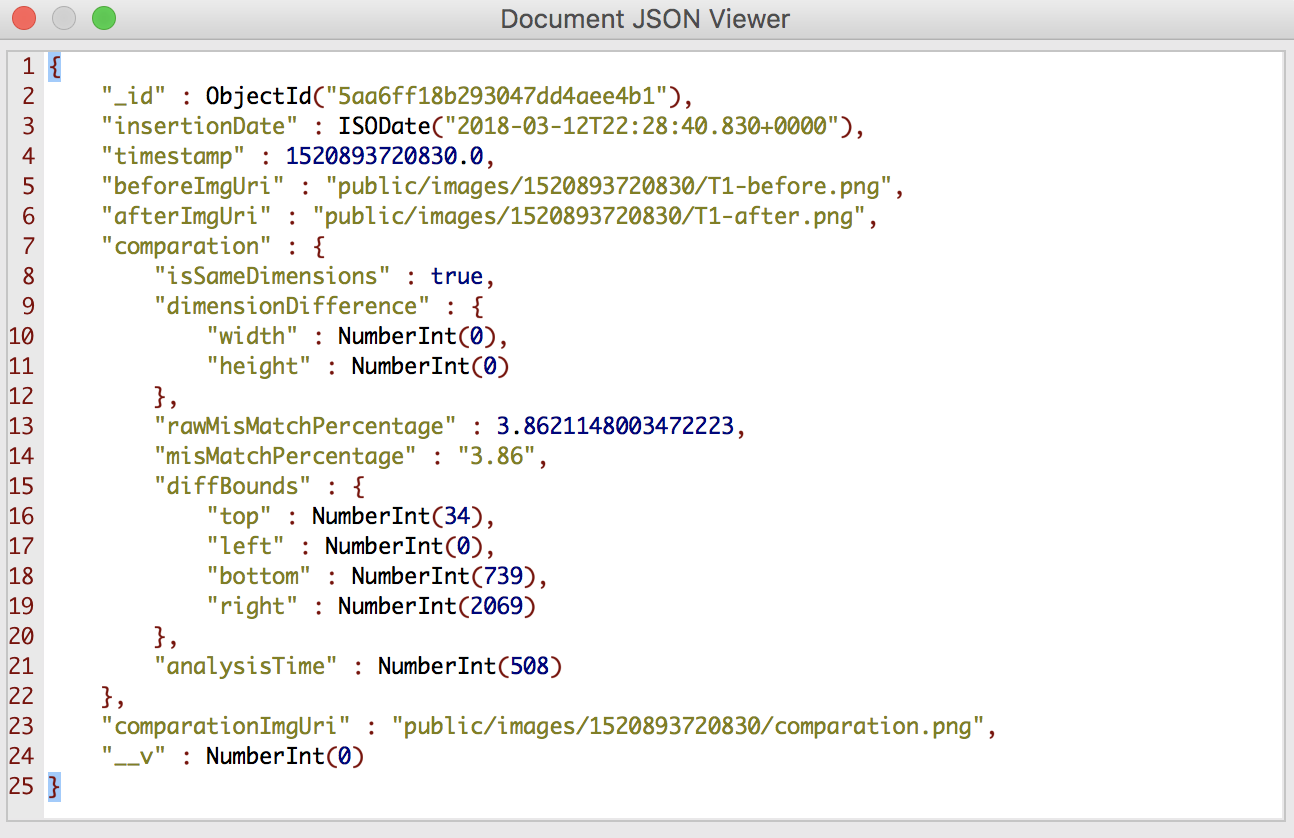 Document JSON Viewer
1 {
2     "_id" : ObjectId("5aa6ff18b293047dd4aee4b1"),
3     "insertionDate" : ISODate("2018-03-12T22:28:40.830+0000"),
4     "timestamp" : 1520893720830.0,
5     "beforeImgUri" : "public/images/1520893720830/T1-before.png",
6     "afterImgUri" : "public/images/1520893720830/T1-after.png",
7     "comparation" : {
8         "isSameDimensions" : true,
9         "dimensionDifference" : {
10             "width" : NumberInt(0),
11             "height" : NumberInt(0)
12         },
13         "rawMisMatchPercentage" : 3.8621148003472223,
14         "misMatchPercentage" : "3.86",
15         "diffBounds" : {
16             "top" : NumberInt(34),
17             "left" : NumberInt(0),
18             "bottom" : NumberInt(739),
19             "right" : NumberInt(2069)
20         },
21         "analysisTime" : NumberInt(508)
22     },
23     "comparationImgUri" : "public/images/1520893720830/comparation.png",
24     "__v" : NumberInt(0)
25 }